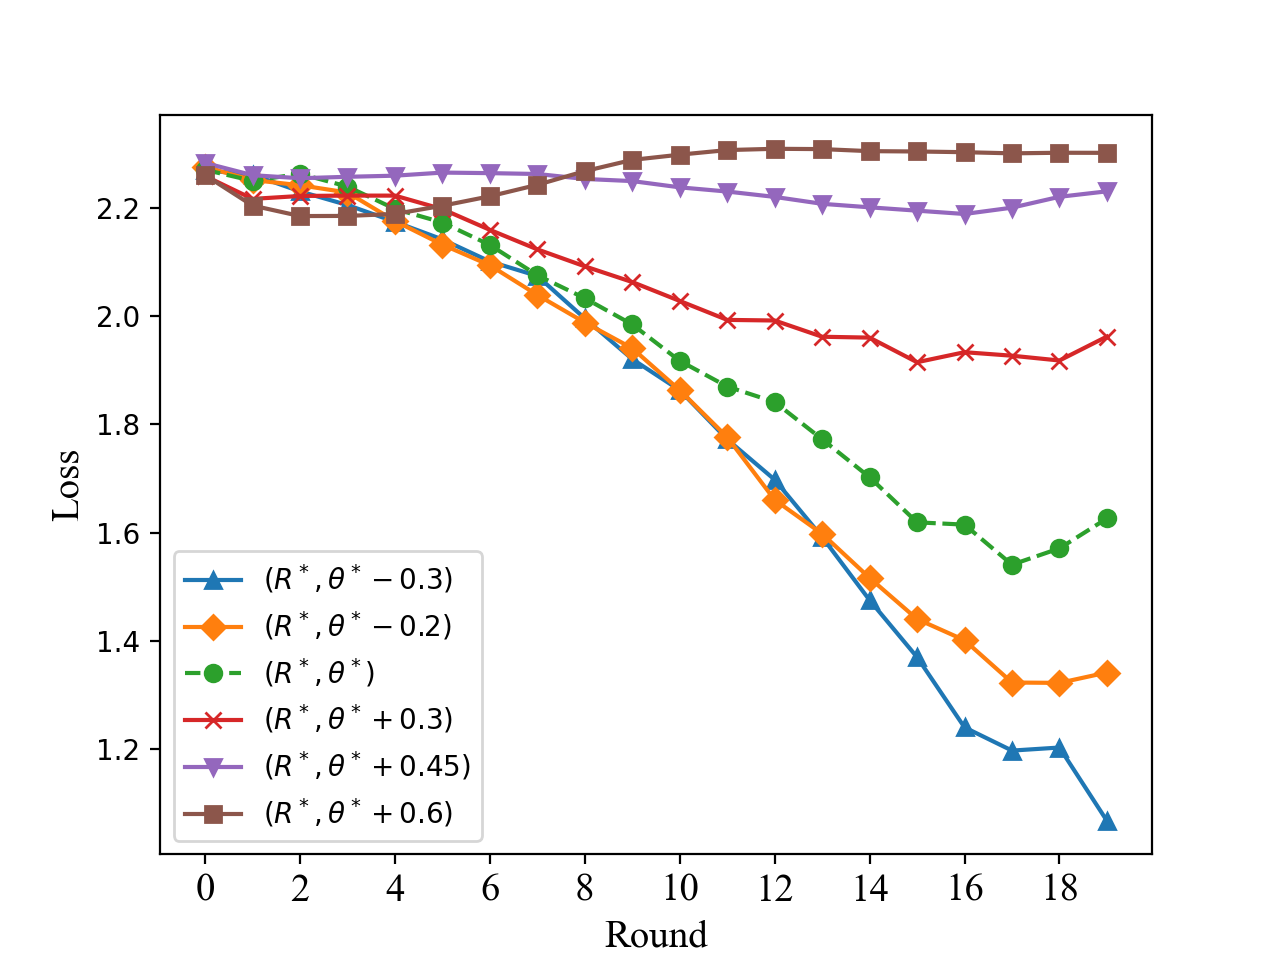 2.2
2.0
1.8
1.6
1.4
1.2
Loss
(R*, θ* − 0.3)
(R*, θ* − 0.2)
(R*, θ*)
(R*, θ* + 0.3)
(R*, θ* + 0.45)
(R*, θ* + 0.6)
0 2 4 6 8 10 12 14 16 18
Round